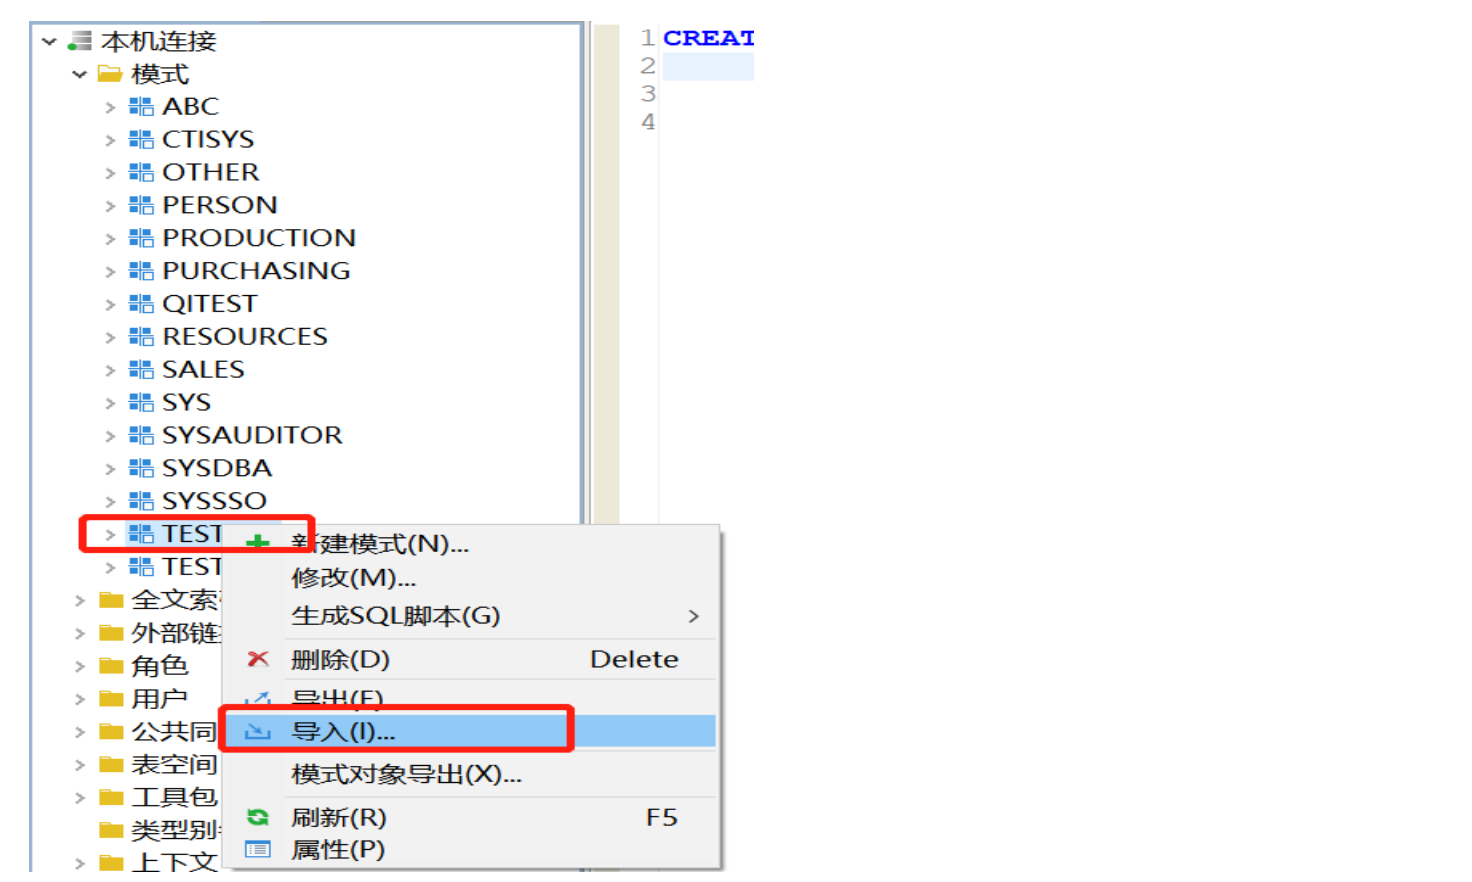 本机连接
模式
ABC
CTISYS
OTHER
PERSON
PRODUCTION
PURCHASING
QITEST
RESOURCES
SALES
SYS
SYSAUDITOR
SYSDBA
SYSSSO
TEST
TEST
全文索
外部链
角色
用户
公共同
表空间
工具包
类型别
上下文
新建模式(N)...
修改(M)...
生成SQL脚本(G)
删除(D) Delete
导出(E)
导入(I)...
模式对象导出(X)...
刷新(R) F5
属性(P)
1 CREAT
2
3
4